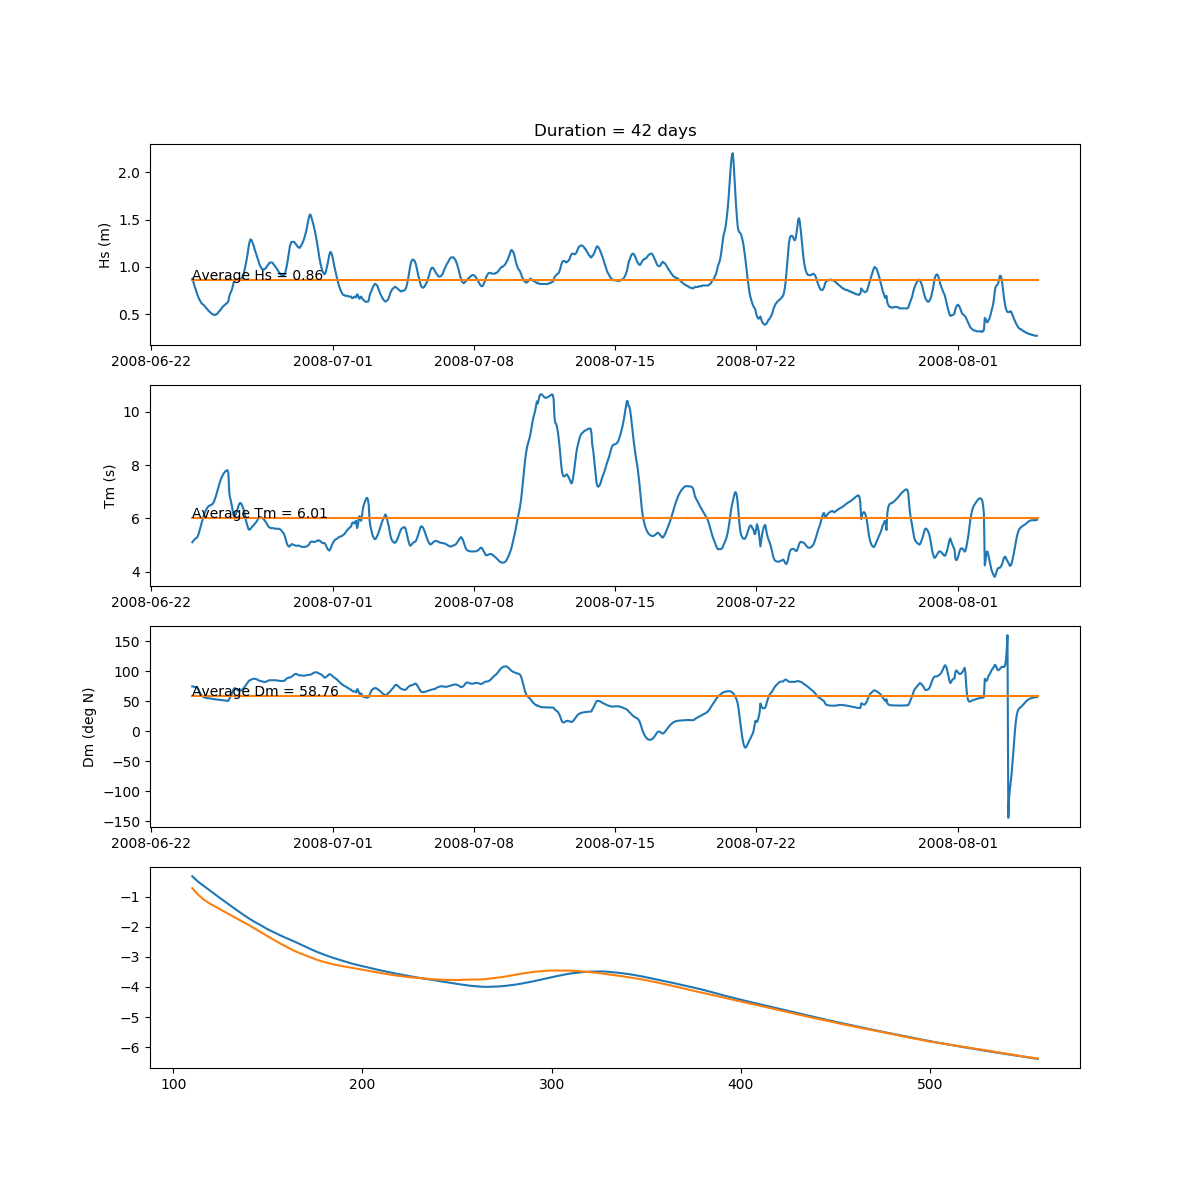 Duration = 42 days
Hs (m)
2.0
1.5
1.0
0.5
Average Hs = 0.86
2008-06-22 2008-07-01 2008-07-08 2008-07-15 2008-07-22 2008-08-01
Tm (s)
10
8
6
4
Average Tm = 6.01
2008-06-22 2008-07-01 2008-07-08 2008-07-15 2008-07-22 2008-08-01
Dm (deg N)
150
100
50
0
−50
−100
−150
Average Dm = 58.76
2008-06-22 2008-07-01 2008-07-08 2008-07-15 2008-07-22 2008-08-01
−1
−2
−3
−4
−5
−6
100 200 300 400 500